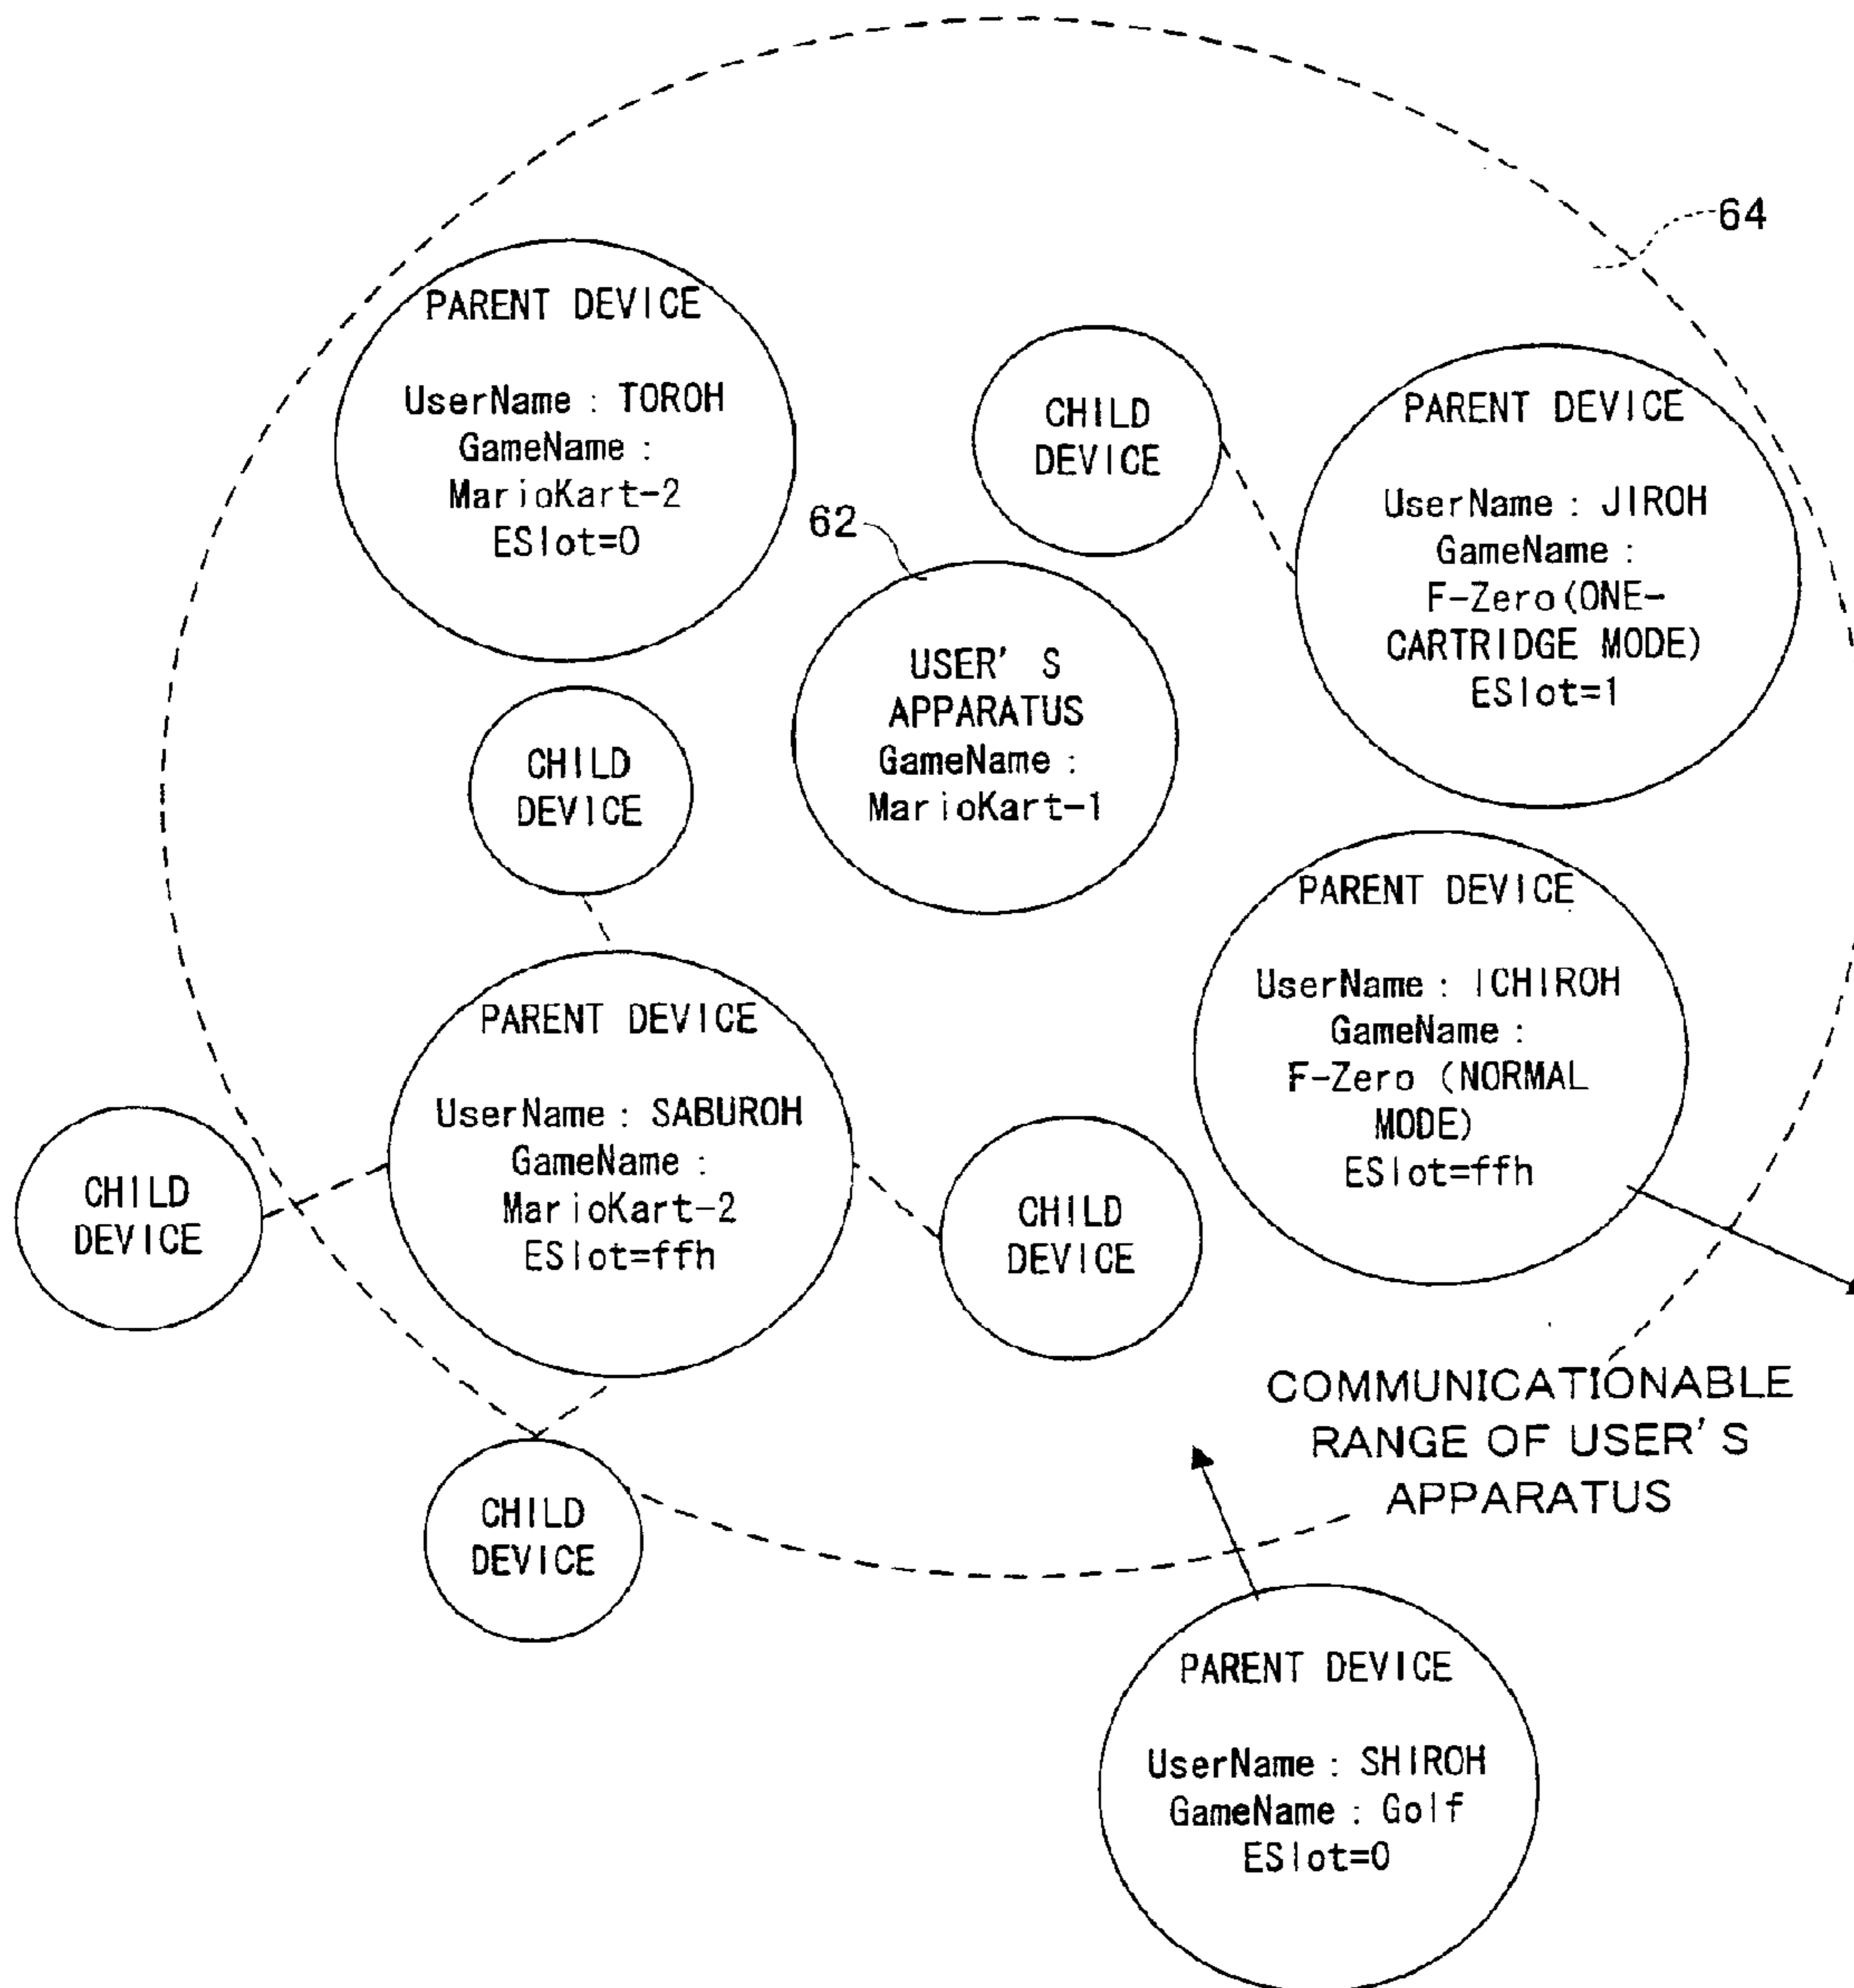 64
PARENT DEVICE
UserName : TOROH
GameName :
MarioKart-2
ESlot=0
CHILD
DEVICE
PARENT DEVICE
UserName : JIROH
GameName :
F-Zero(ONE-
CARTRIDGE MODE)
ESlot=1
62
USER' S
APPARATUS
GameName :
MarioKart-1
CHILD
DEVICE
PARENT DEVICE
UserName : ICHIROH
GameName :
F-Zero (NORMAL
MODE)
ESlot=ffh
PARENT DEVICE
UserName : SABUROH
GameName :
MarioKart-2
ESlot=ffh
CHILD
DEVICE
CHILD
DEVICE
COMMUNICATIONABLE
RANGE OF USER' S
APPARATUS
CHILD
DEVICE
PARENT DEVICE
UserName : SHIROH
GameName : Golf
ESlot=0